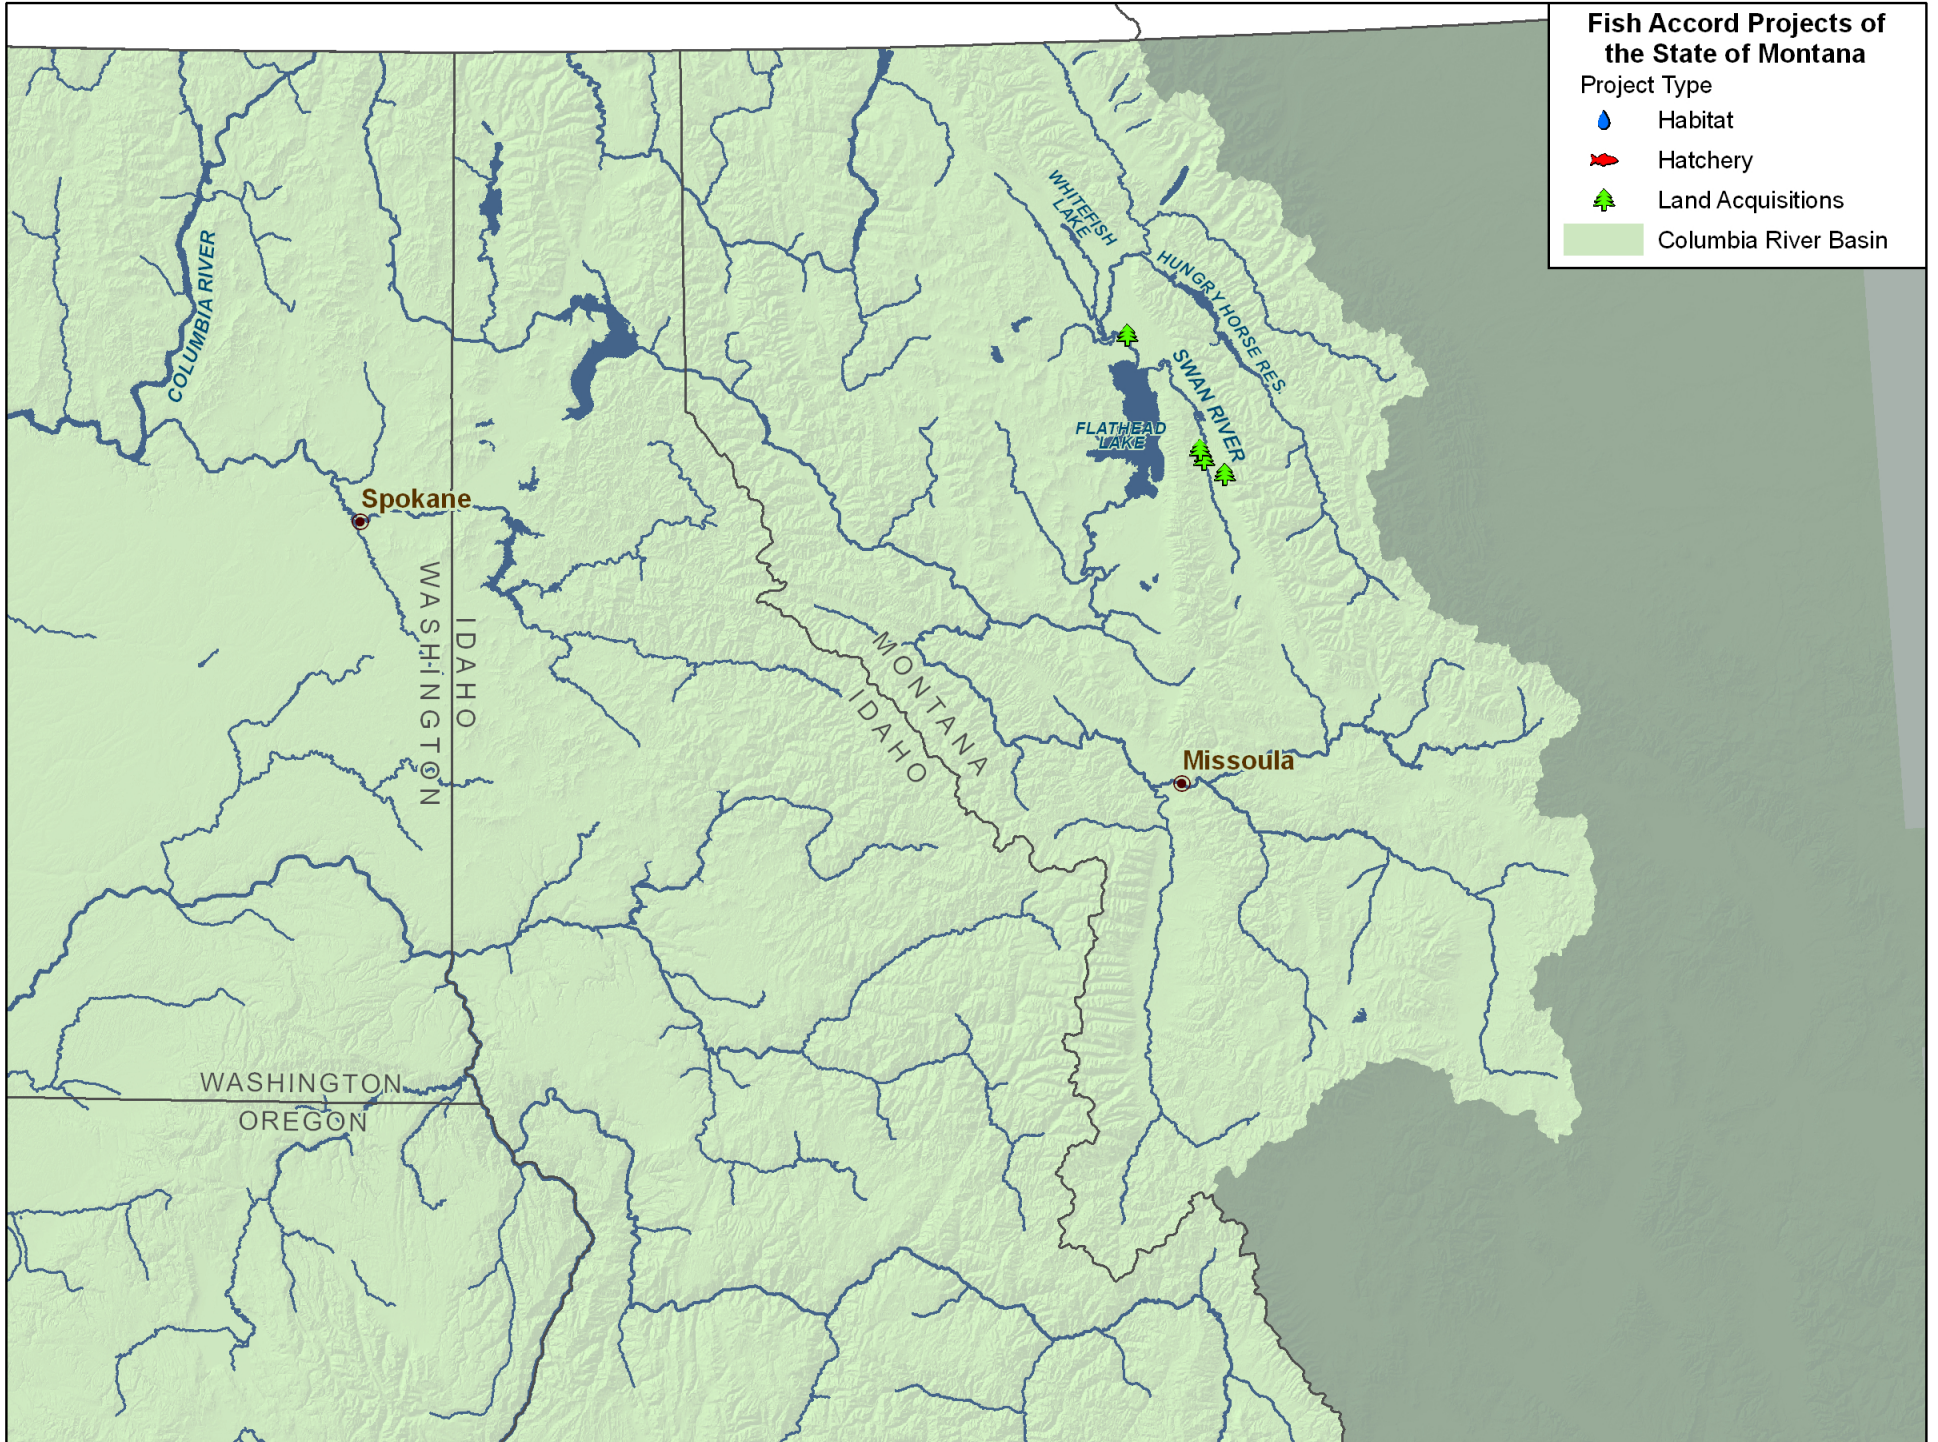 Fish Accord Projects of
the State of Montana
Project Type
Habitat
Hatchery
Land Acquisitions
Columbia River Basin
WHITEFISH
LAKE
COLUMBIA RIVER
HUNGRY HORSE RES.
SWAN RIVER
FLATHEAD
LAKE
Spokane
WASHINGTON
IDAHO
MONTANA
IDAHO
Missoula
WASHINGTON
OREGON